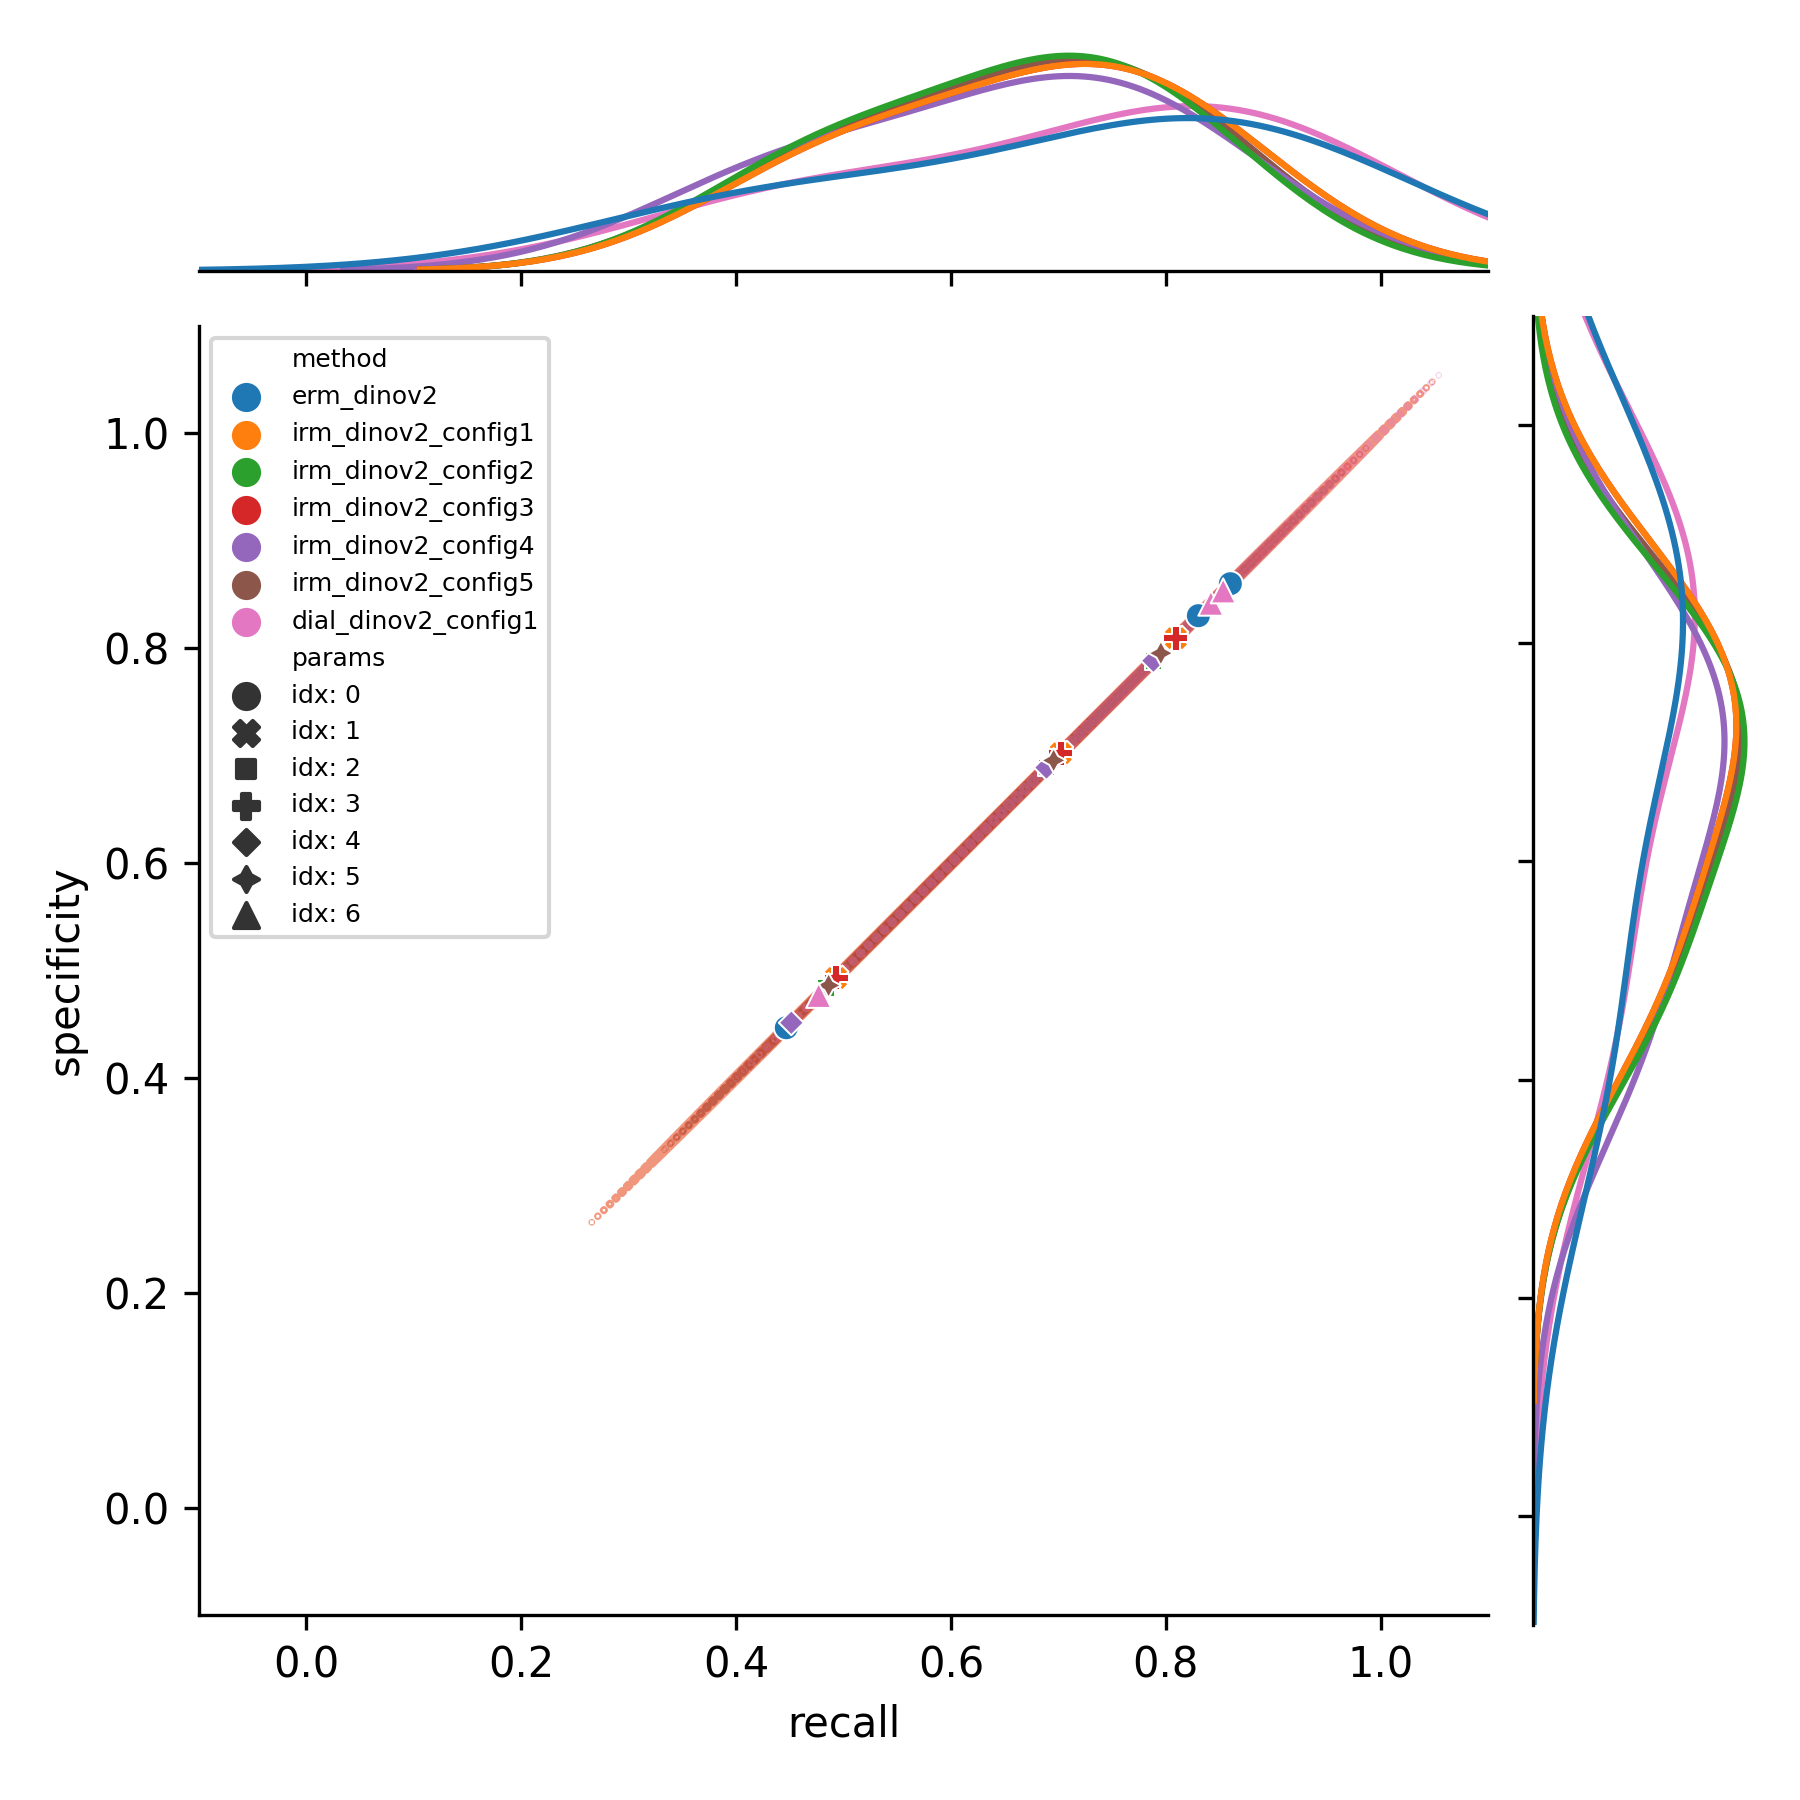 method
erm_dinov2
irm_dinov2_config1
irm_dinov2_config2
irm_dinov2_config3
irm_dinov2_config4
irm_dinov2_config5
dial_dinov2_config1
params
idx: 0
idx: 1
idx: 2
idx: 3
idx: 4
idx: 5
idx: 6
specificity
1.0
0.8
0.6
0.4
0.2
0.0
0.0 0.2 0.4 0.6 0.8 1.0
recall